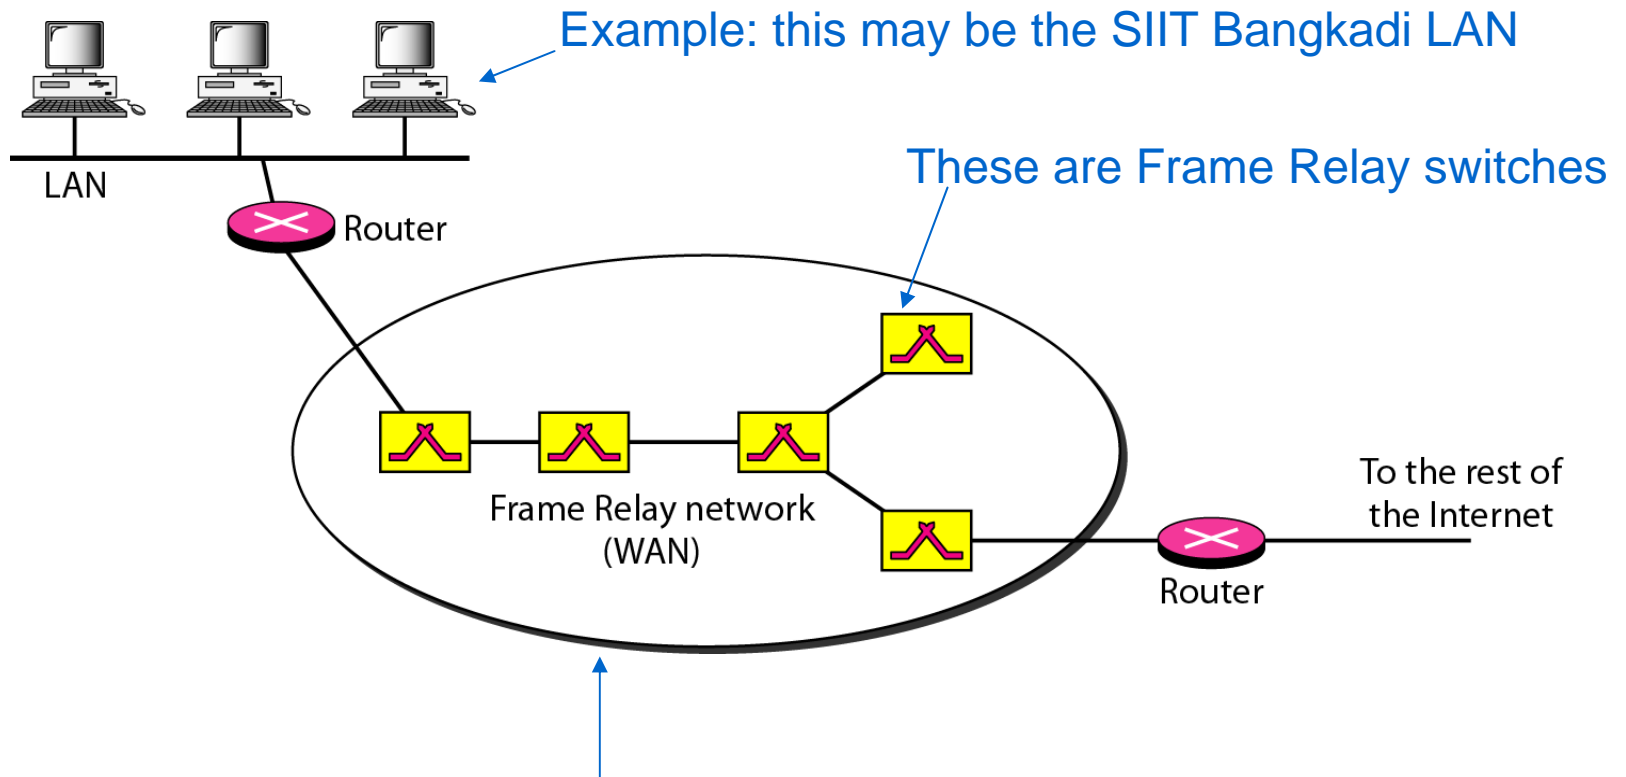 Example: this may be the SIIT Bangkadi LAN
These are Frame Relay switches
LAN
Router
Frame Relay network
(WAN)
To the rest of
the Internet
Router